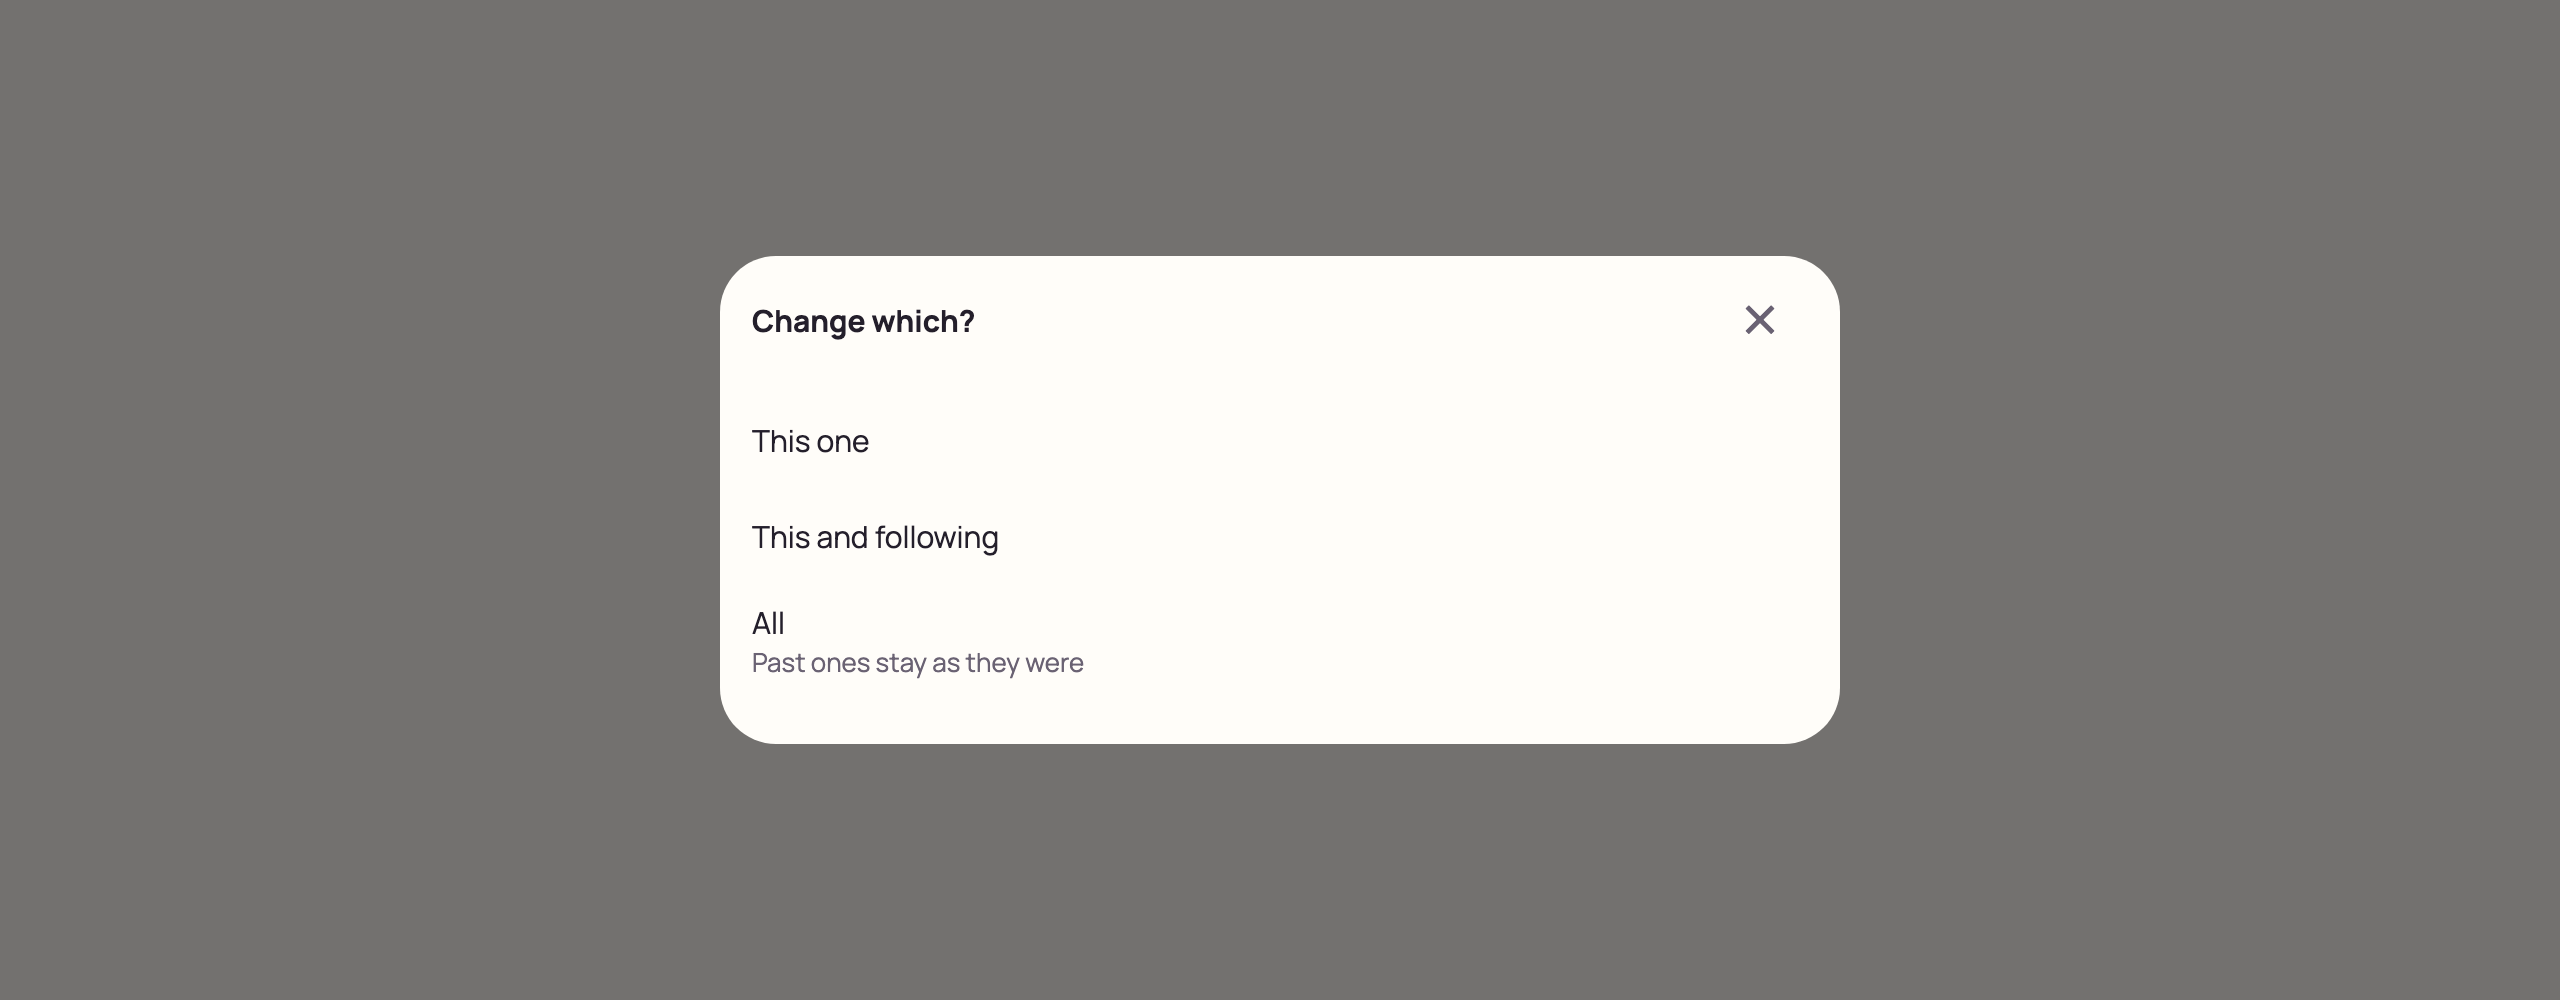 Change which?
This one
This and following
All
Past ones stay as they were